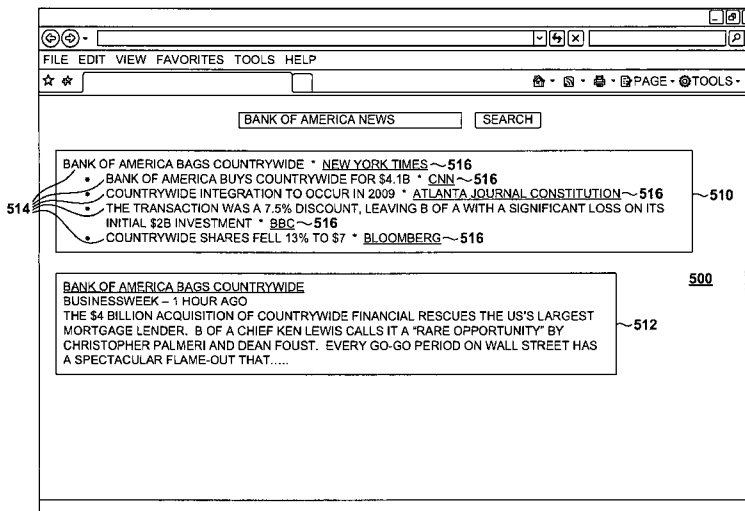 FILE EDIT VIEW FAVORITES TOOLS HELP
PAGE TOOLS
BANK OF AMERICA NEWS SEARCH
BANK OF AMERICA BAGS COUNTRYWIDE * NEW YORK TIMES 516
• BANK OF AMERICA BUYS COUNTRYWIDE FOR $4.1B * CNN 516
• COUNTRYWIDE INTEGRATION TO OCCUR IN 2009 * ATLANTA JOURNAL CONSTITUTION 516
510
514
• THE TRANSACTION WAS A 7.5% DISCOUNT, LEAVING B OF A WITH A SIGNIFICANT LOSS ON ITS
INITIAL $2B INVESTMENT * BBC 516
• COUNTRYWIDE SHARES FELL 13% TO $7 * BLOOMBERG 516
500
BANK OF AMERICA BAGS COUNTRYWIDE
BUSINESSWEEK – 1 HOUR AGO
THE $4 BILLION ACQUISITION OF COUNTRYWIDE FINANCIAL RESCUES THE US'S LARGEST
MORTGAGE LENDER. B OF A CHIEF KEN LEWIS CALLS IT A "RARE OPPORTUNITY" BY
512
CHRISTOPHER PALMERI AND DEAN FOUST. EVERY GO-GO PERIOD ON WALL STREET HAS
A SPECTACULAR FLAME-OUT THAT.....